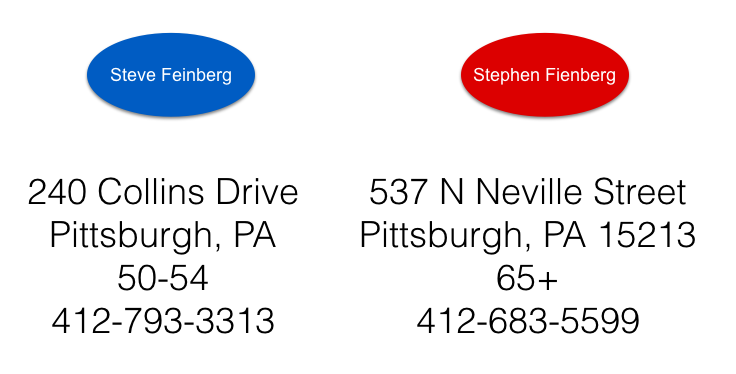 Steve Feinberg
Stephen Fienberg
240 Collins Drive
Pittsburgh, PA
50-54
412-793-3313
537 N Neville Street
Pittsburgh, PA 15213
65+
412-683-5599